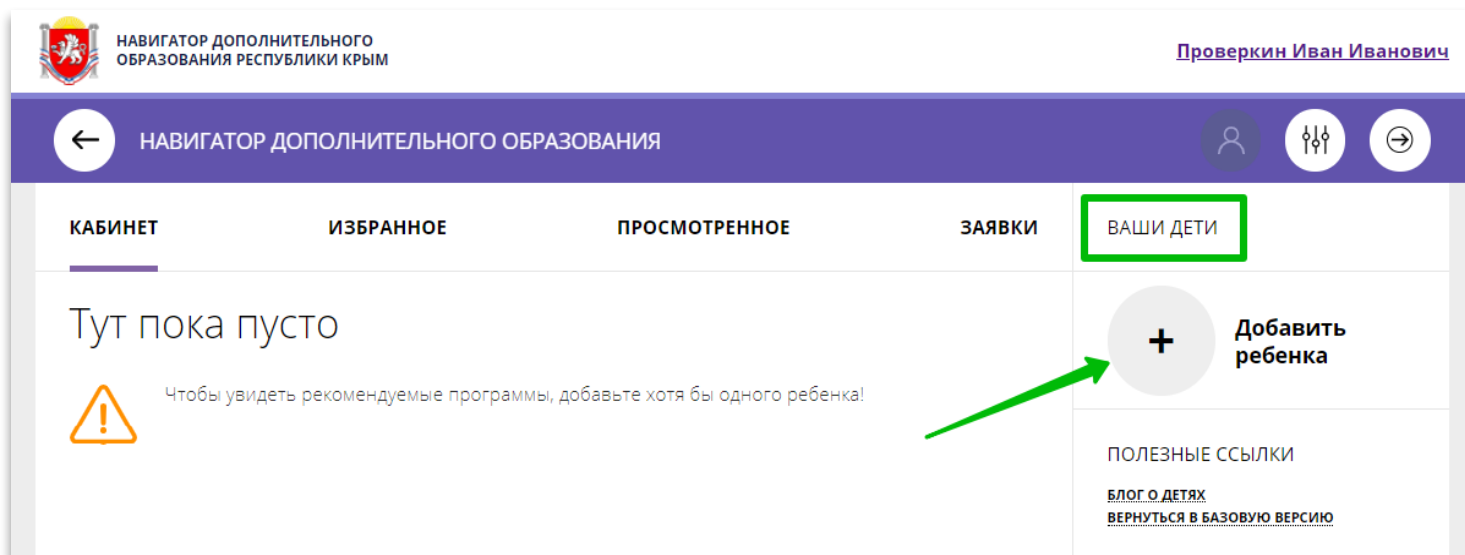 НАВИГАТОР ДОПОЛНИТЕЛЬНОГО
ОБРАЗОВАНИЯ РЕСПУБЛИКИ КРЫМ
Проверкин Иван Иванович
НАВИГАТОР ДОПОЛНИТЕЛЬНОГО ОБРАЗОВАНИЯ
КАБИНЕТ
ИЗБРАННОЕ
ПРОСМОТРЕННОЕ
ЗАЯВКИ
ВАШИ ДЕТИ
Тут пока пусто
Чтобы увидеть рекомендуемые программы, добавьте хотя бы одного ребенка!
Добавить
ребенка
ПОЛЕЗНЫЕ ССЫЛКИ
БЛОГ О ДЕТЯХ
ВЕРНУТЬСЯ В БАЗОВУЮ ВЕРСИЮ